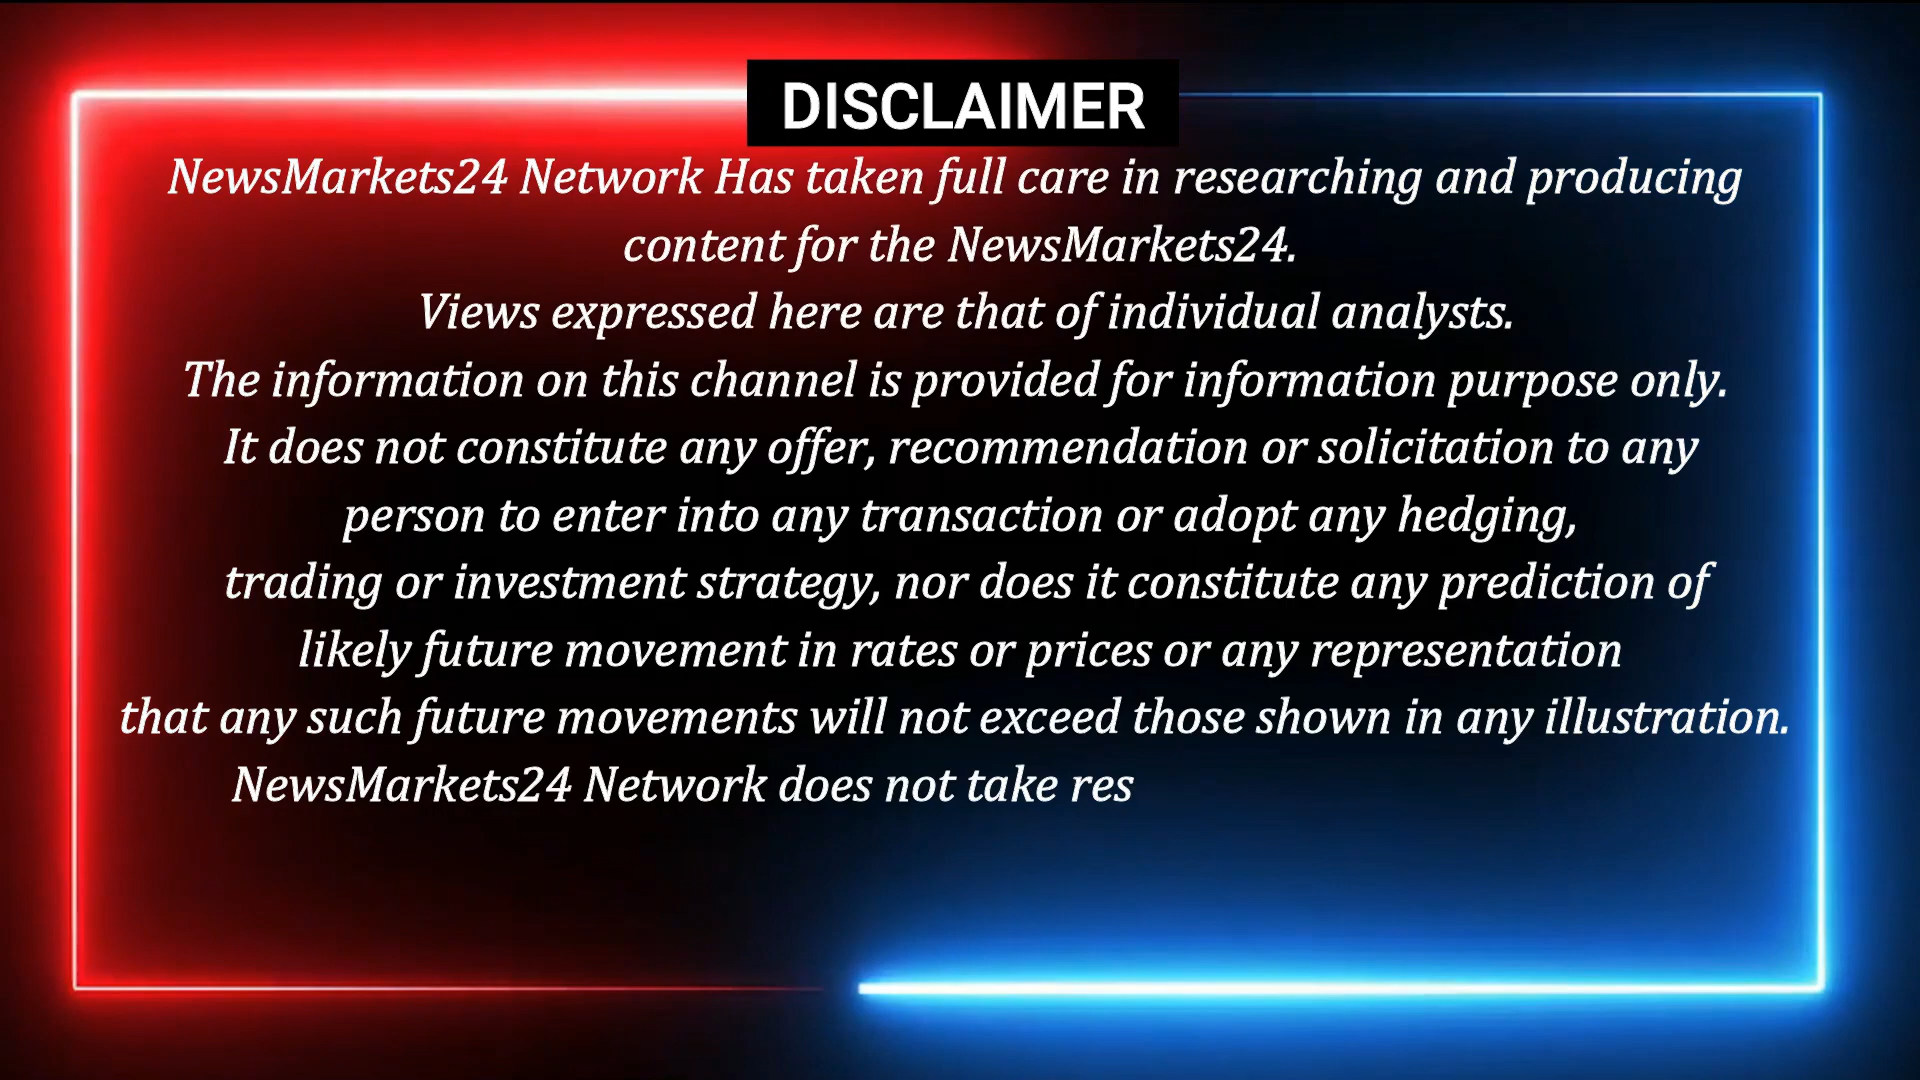 DISCLAIMER
NewsMarkets24 Network Has taken full care in researching and producing
content for the NewsMarkets24.
Views expressed here are that of individual analysts.
The information on this channel is provided for information purpose only.
It does not constitute any offer, recommendation or solicitation to any
person to enter into any transaction or adopt any hedging,
trading or investment strategy, nor does it constitute any prediction of
likely future movement in rates or prices or any representation
that any such future movements will not exceed those shown in any illustration.
NewsMarkets24 Network does not take res